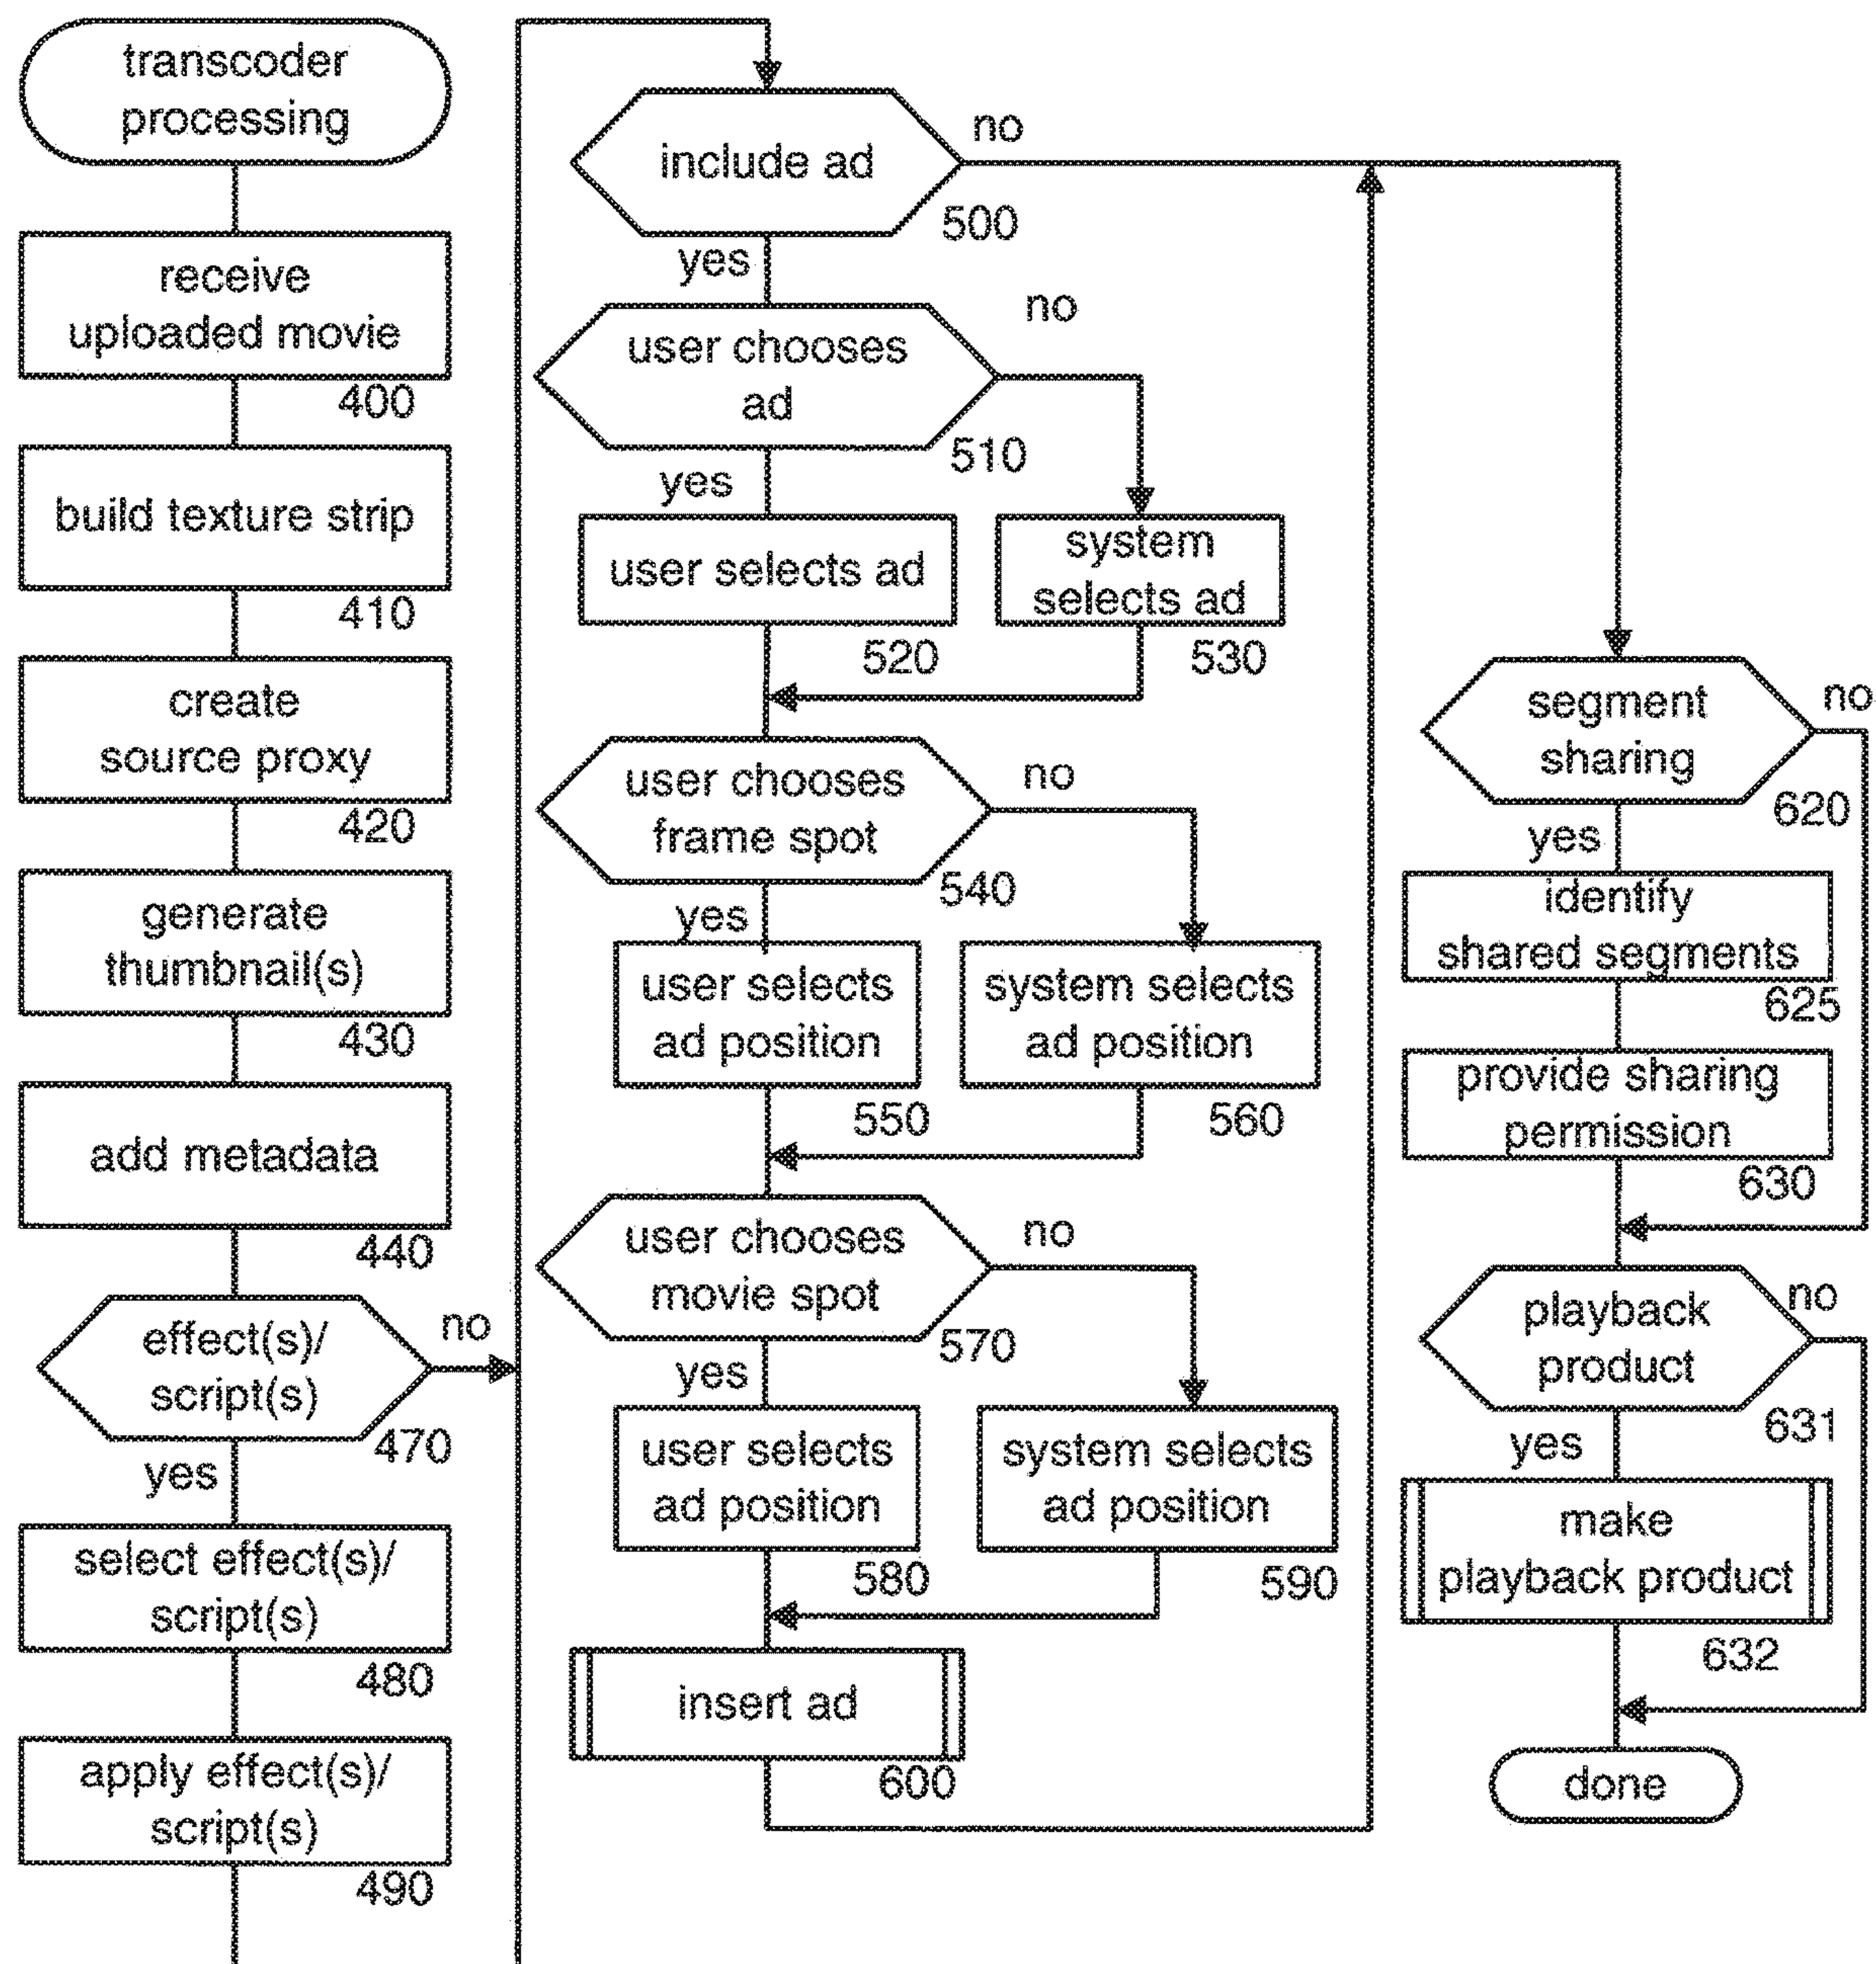 transcoder
processing
receive
uploaded movie
400
build texture strip
410
create
source proxy
420
generate
thumbnail(s)
430
add metadata
440
effect(s)/
script(s)
no
470
yes
select effect(s)/
script(s)
480
apply effect(s)/
script(s)
490
include ad
no
500
yes
user chooses
ad
no
510
yes
user selects ad
520
system
selects ad
530
user chooses
frame spot
no
540
yes
user selects
ad position
550
system selects
ad position
560
user chooses
movie spot
no
570
yes
user selects
ad position
580
system selects
ad position
590
insert ad
600
segment
sharing
no
620
yes
identify
shared segments
625
provide sharing
permission
630
playback
product
no
631
yes
make
playback product
632
done